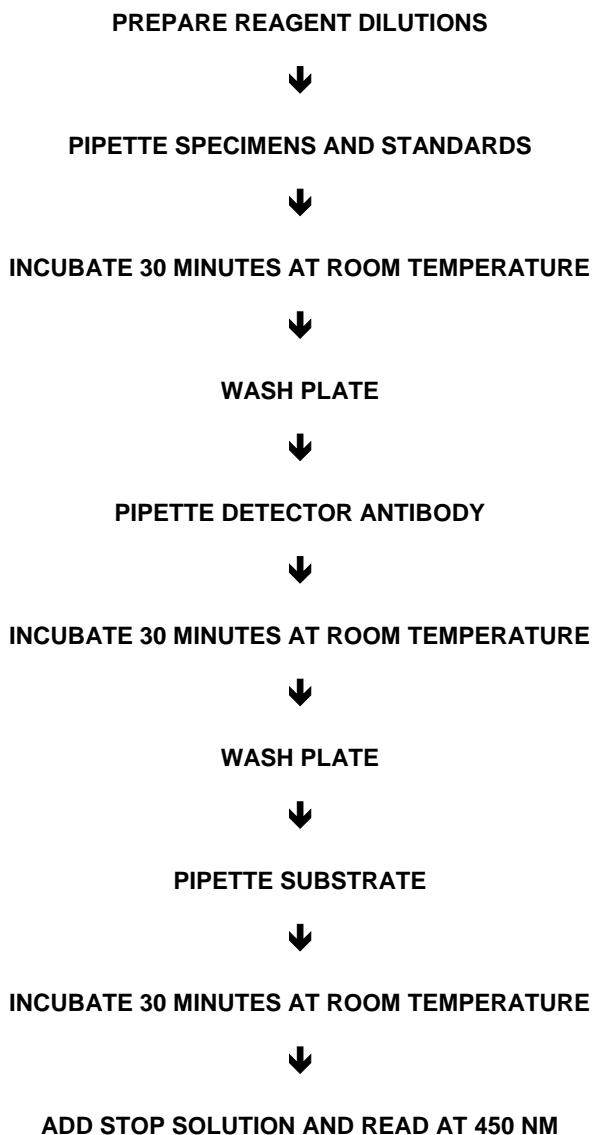 PREPARE REAGENT DILUTIONS
PIPETTE SPECIMENS AND STANDARDS
INCUBATE 30 MINUTES AT ROOM TEMPERATURE
WASH PLATE
PIPETTE DETECTOR ANTIBODY
INCUBATE 30 MINUTES AT ROOM TEMPERATURE
WASH PLATE
PIPETTE SUBSTRATE
INCUBATE 30 MINUTES AT ROOM TEMPERATURE
ADD STOP SOLUTION AND READ AT 450 NM